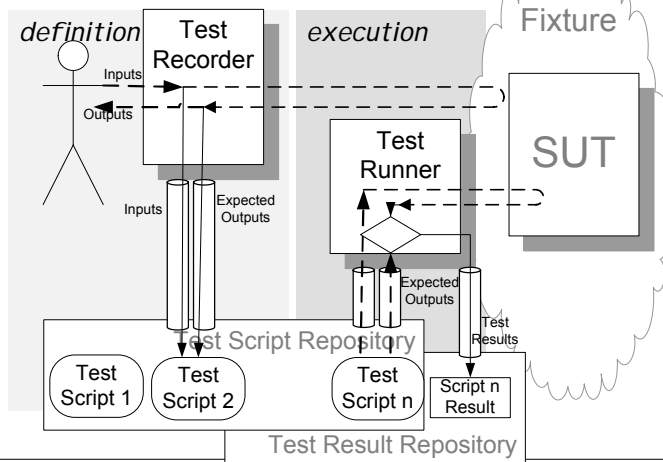 definition
Test
Recorder
execution
Fixture
Inputs
Outputs
Test
Runner
SUT
Inputs
Expected
Outputs
Expected
Outputs
Test
Results
Test Script Repository
Test
Script 1
Test
Script 2
Test
Script n
Script n
Result
Test Result Repository